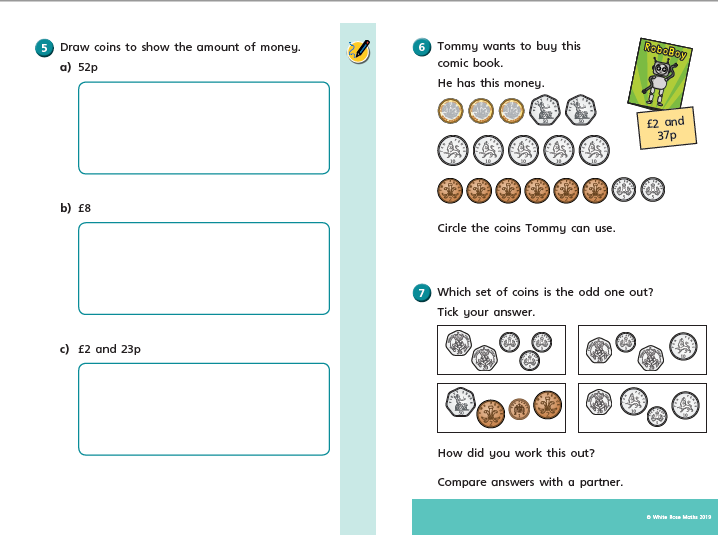 5 Draw coins to show the amount of money.
a) 52p
b) £8
c) £2 and 23p
6 Tommy wants to buy this
comic book.
He has this money.
RoboBoy
£2 and
37p
Circle the coins Tommy can use.
7 Which set of coins is the odd one out?
Tick your answer.
How did you work this out?
Compare answers with a partner.
© White Rose Maths 2019